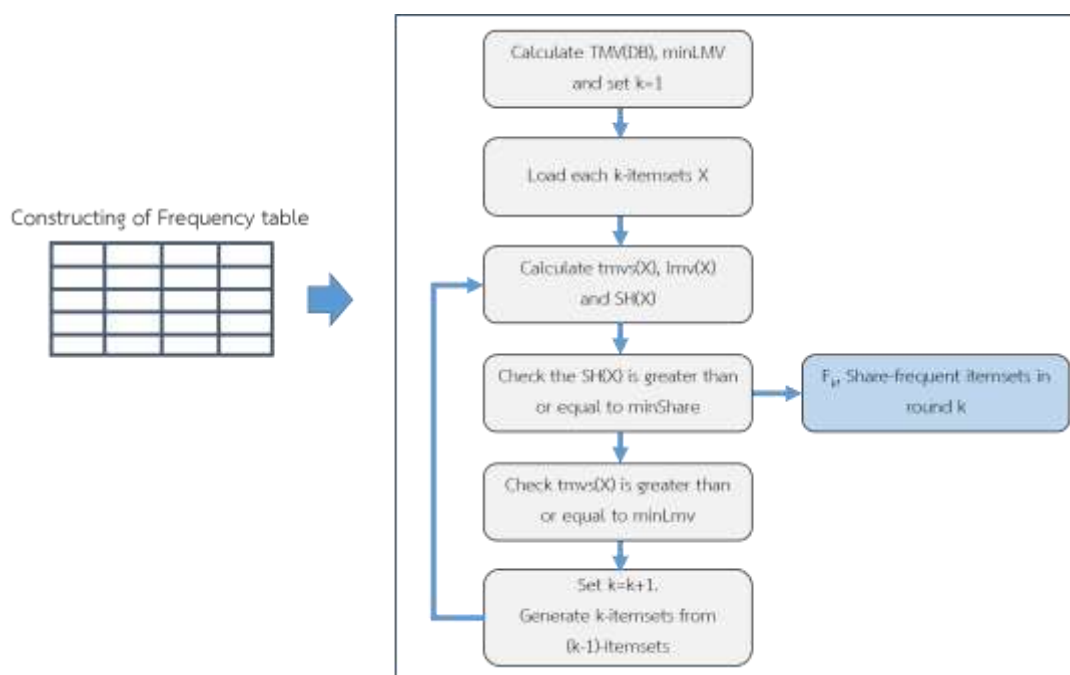 Constructing of Frequency table
Calculate TMV(DB), minLMV
and set k=1
Load each k-itemsets X
Calculate tmvs(X), lmv(X)
and SH(X)
Check the SH(X) is greater than
or equal to minShare
F_k, Share-frequent itemsets in
round k
Check tmvs(X) is greater than
or equal to minLmv
Set k=k+1.
Generate k-itemsets from
(k-1)-itemsets